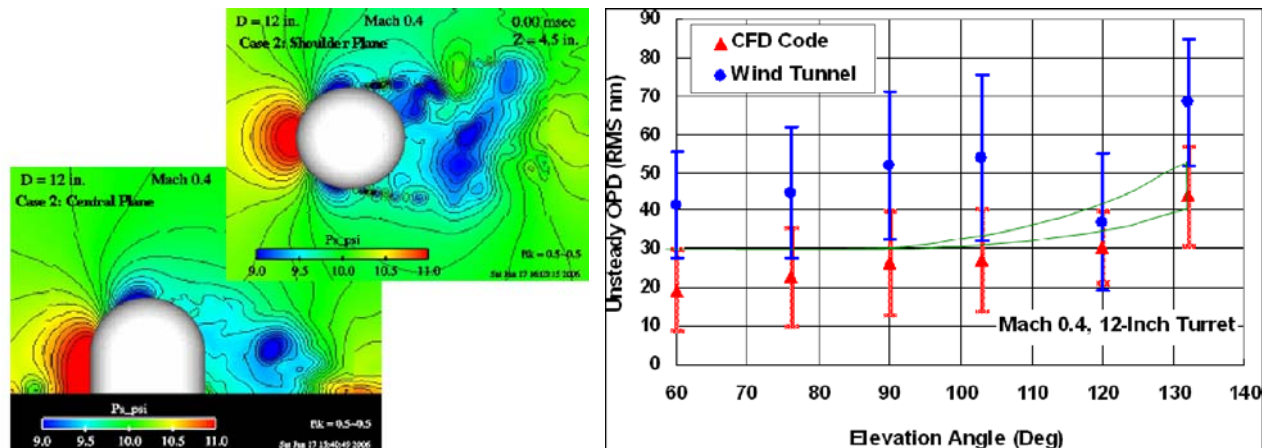 D = 12 in. Mach 0.4 0.00 msec
Case 2: Shoulder Plane Z = 4.5 in.
Ps_psi
9.0 9.5 10.0 10.5 11.0
D = 12 in. Mach 0.4
Case 2: Central Plane
Ps_psi
9.0 9.5 10.0 10.5 11.0
Unsteady OPD (RMS nm)
90
80
70
60
50
40
30
20
10
0
CFD Code
Wind Tunnel
Mach 0.4, 12-Inch Turret
60 70 80 90 100 110 120 130 140
Elevation Angle (Deg)